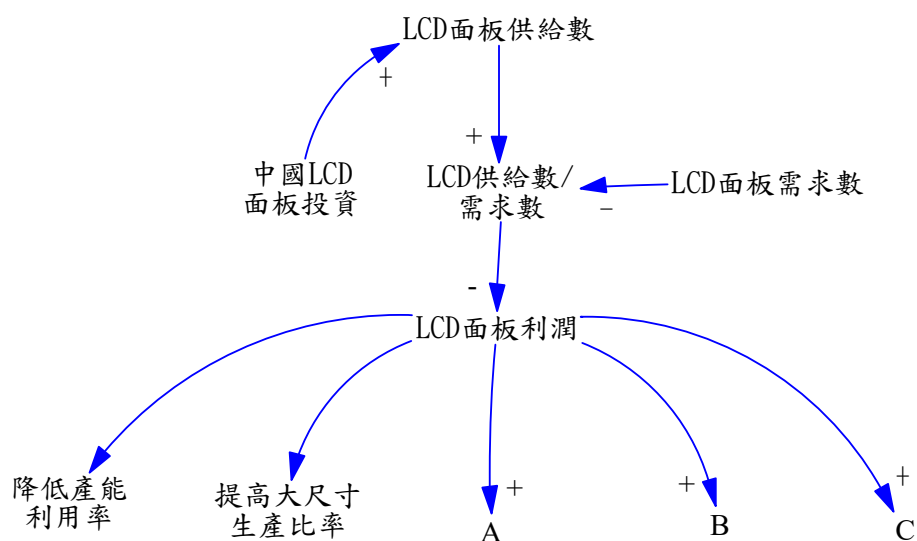 LCD面板供給數
+
+
中國LCD
面板投資
LCD供給數/
需求數
LCD面板需求數
−
-
LCD面板利潤
降低產能
利用率
提高大尺寸
生產比率
+
A
+
B
+
C